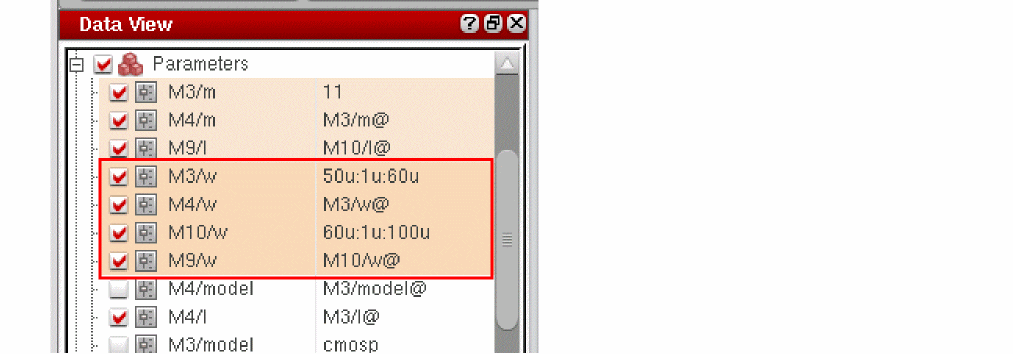 Data View
Parameters
M3/m 11
M4/m M3/m@
M9/l M10/l@
M3/w 50u:1u:60u
M4/w M3/w@
M10/w 60u:1u:100u
M9/w M10/w@
M4/model M3/model@
M4/l M3/l@
M3/model cmosp